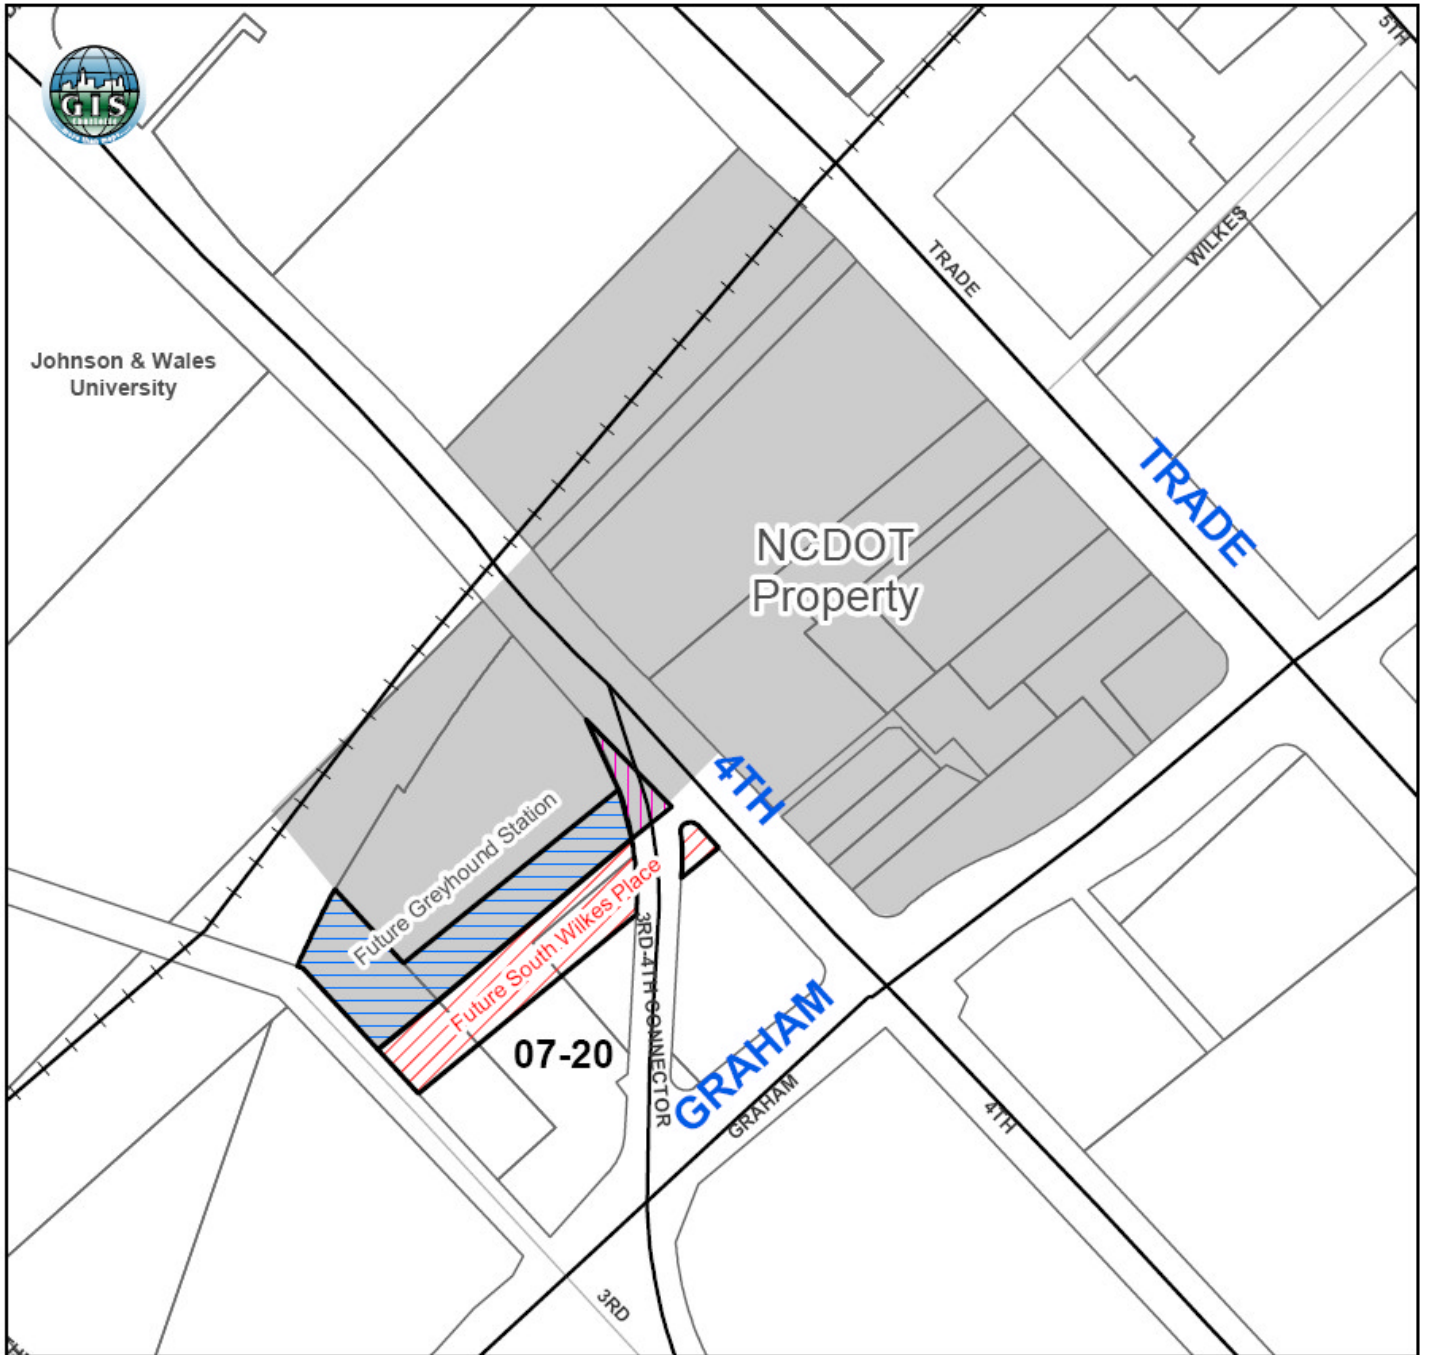 5TH
GIS
TRADE
WILKES
Johnson & Wales
University
TRADE
NCDOT
Property
4TH
Future Greyhound Station
Future South Wilkes Place
3RD-4TH CONNECTOR
07-20
GRAHAM
GRAHAM
4TH
3RD